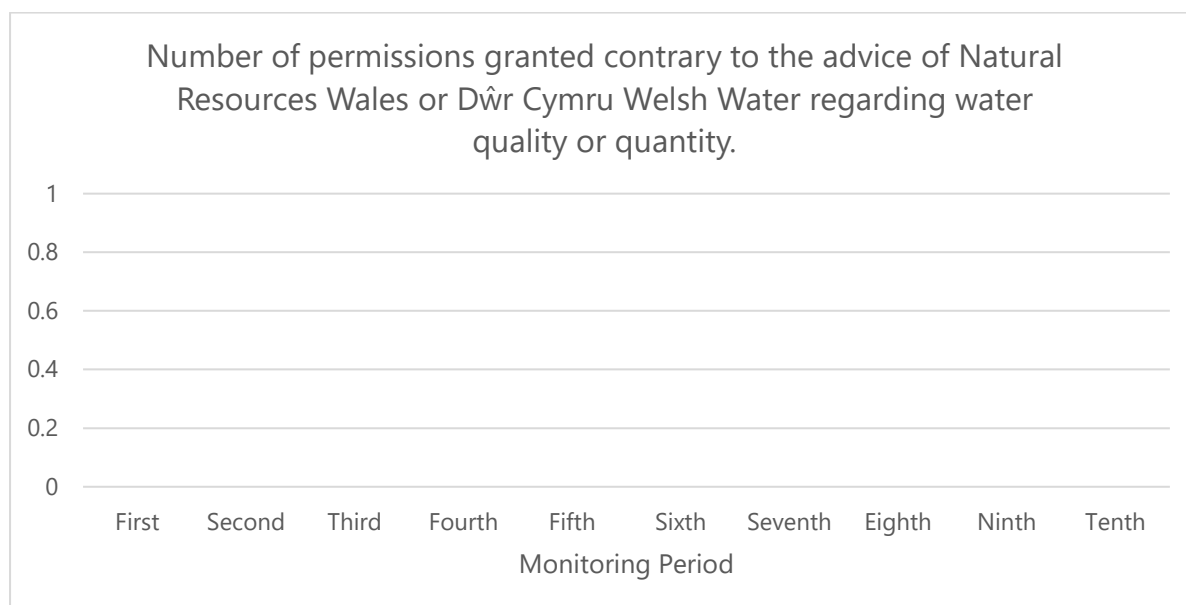 Number of permissions granted contrary to the advice of Natural
Resources Wales or Dŵr Cymru Welsh Water regarding water
quality or quantity.
1
0.8
0.6
0.4
0.2
0
First Second Third Fourth Fifth Sixth Seventh Eighth Ninth Tenth
Monitoring Period